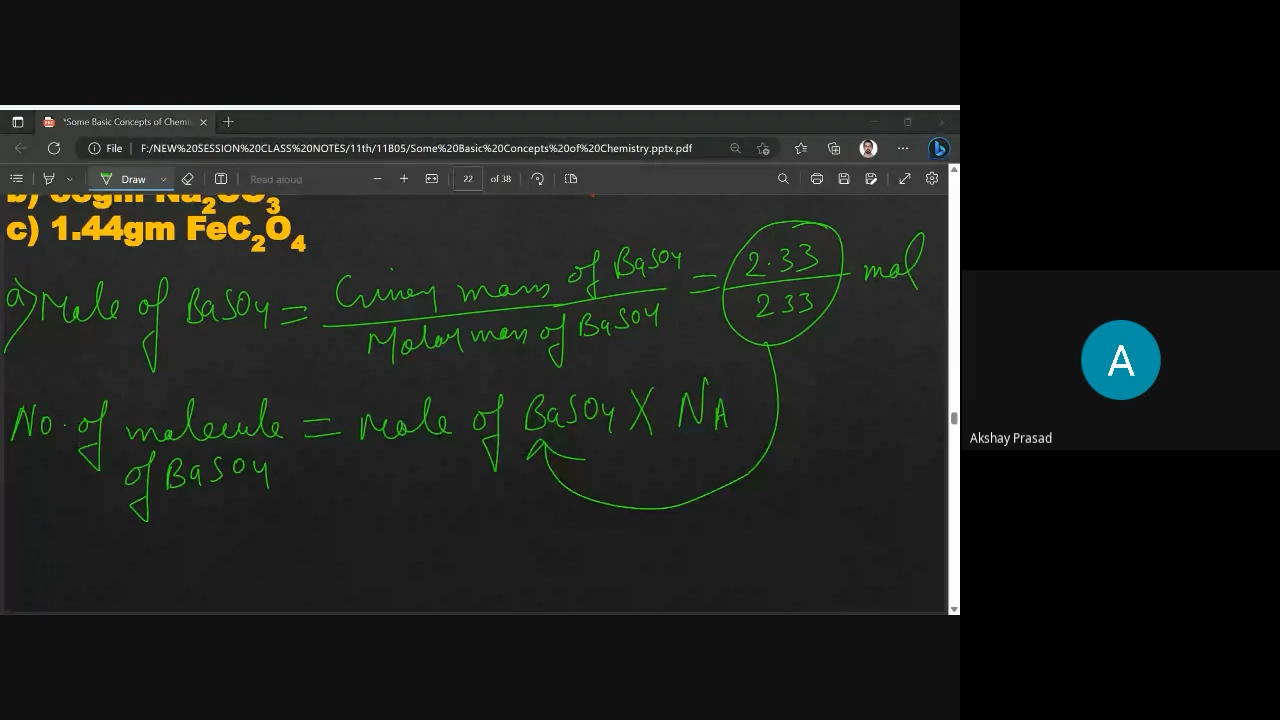 *Some Basic Concepts of Chemi
File F:/NEW%20SESSION%20CLASS%20NOTES/11th/11B05/Some%20Basic%20Concepts%20of%20Chemistry.pptx.pdf
Draw Read aloud 22 of 38
c) 1.44gm FeC₂O₄
a) Mole of BaSO4 = Given mass of BaSO4 / Molar mass of BaSO4 = 2.33 / 233 mol
No. of molecule = Mole of BaSO4 X NA
of BaSO4
A
Akshay Prasad